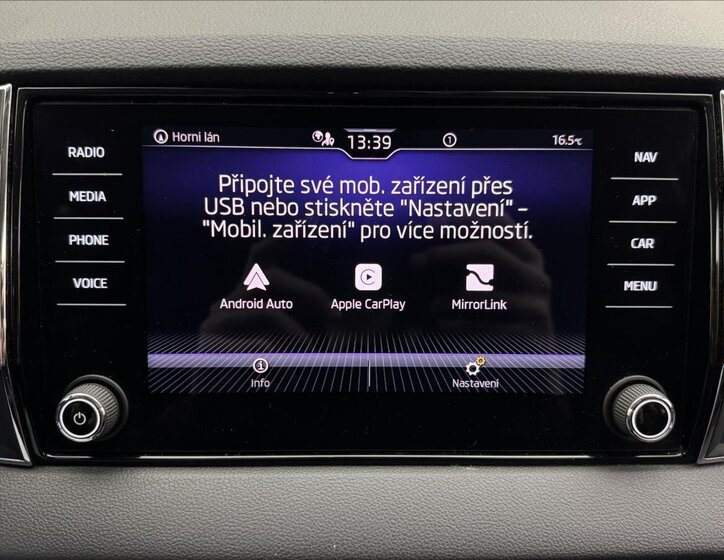 Horní lán
13:39
1
16.5°C
Připojte své mob. zařízení přes
USB nebo stiskněte "Nastavení" –
"Mobil. zařízení" pro více možností.
Android Auto
Apple CarPlay
MirrorLink
Info
Nastavení
RADIO
MEDIA
PHONE
VOICE
NAV
APP
CAR
MENU